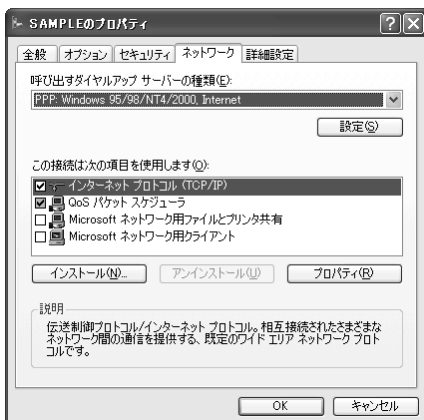 SAMPLEのプロパティ
全般 オプション セキュリティ ネットワーク 詳細設定
呼び出すダイヤルアップ サーバーの種類(E):
PPP: Windows 95/98/NT4/2000, Internet
設定(S)
この接続は次の項目を使用します(O):
インターネット プロトコル (TCP/IP)
QoS パケット スケジューラ
Microsoft ネットワーク用ファイルとプリンタ共有
Microsoft ネットワーク用クライアント
インストール(N)... アンインストール(U) プロパティ(R)
説明
伝送制御プロトコル/インターネット プロトコル。相互接続されたさまざまな
ネットワーク間の通信を提供する、既定のワイド エリア ネットワーク プロト
コルです。
OK キャンセル